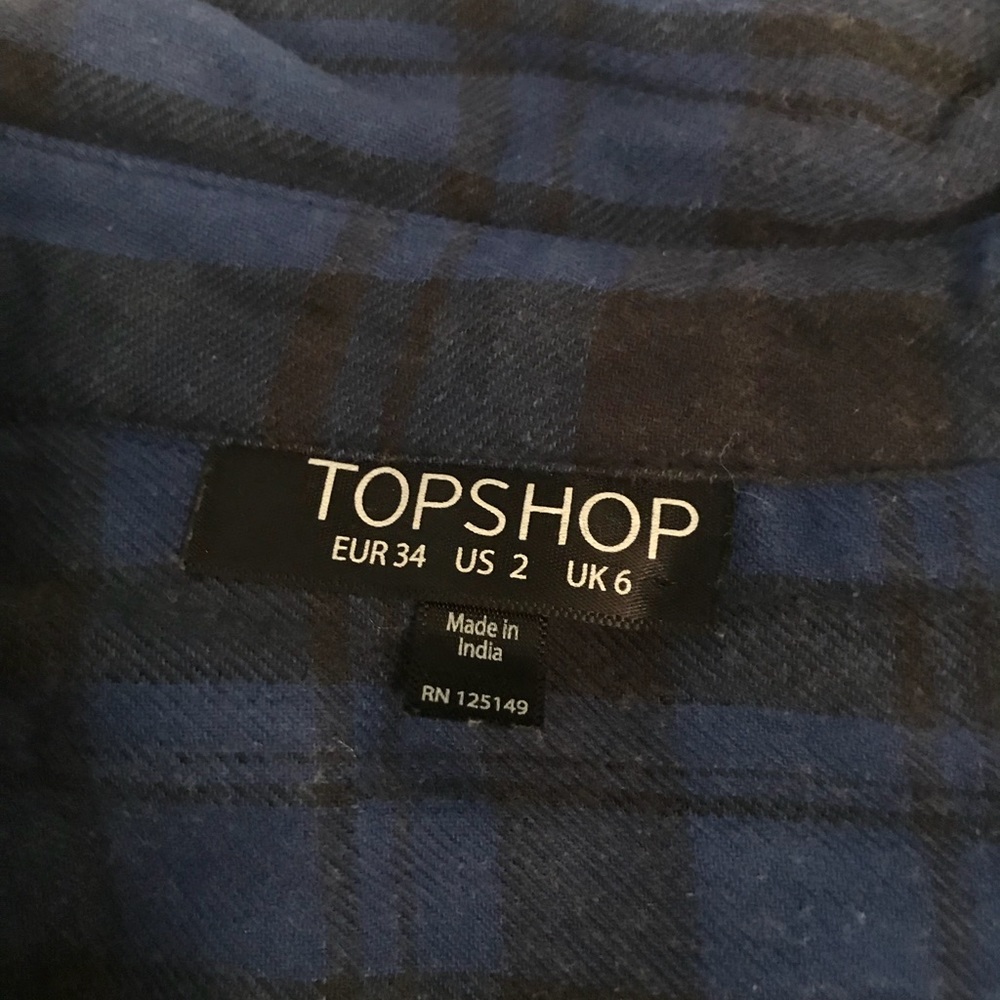 TOPSHOP
EUR 34 US 2 UK 6
Made in
India
RN 125149